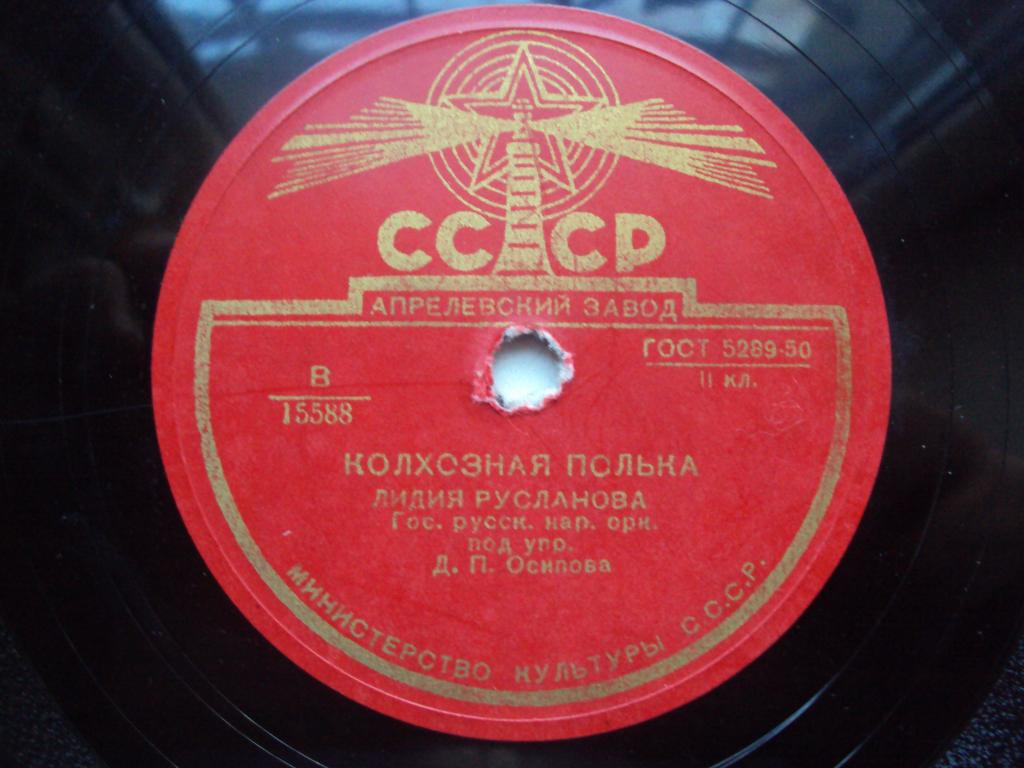 СССР
АПРЕЛЕВСКИЙ ЗАВОД
ГОСТ 5289-50
II кл.
В
15588
КОЛХОЗНАЯ ПОЛЬКА
ЛИДИЯ РУСЛАНОВА
Гос. русск. нар. орк.
под упр.
Д. П. Осипова
МИНИСТЕРСТВО КУЛЬТУРЫ С.С.С.Р.